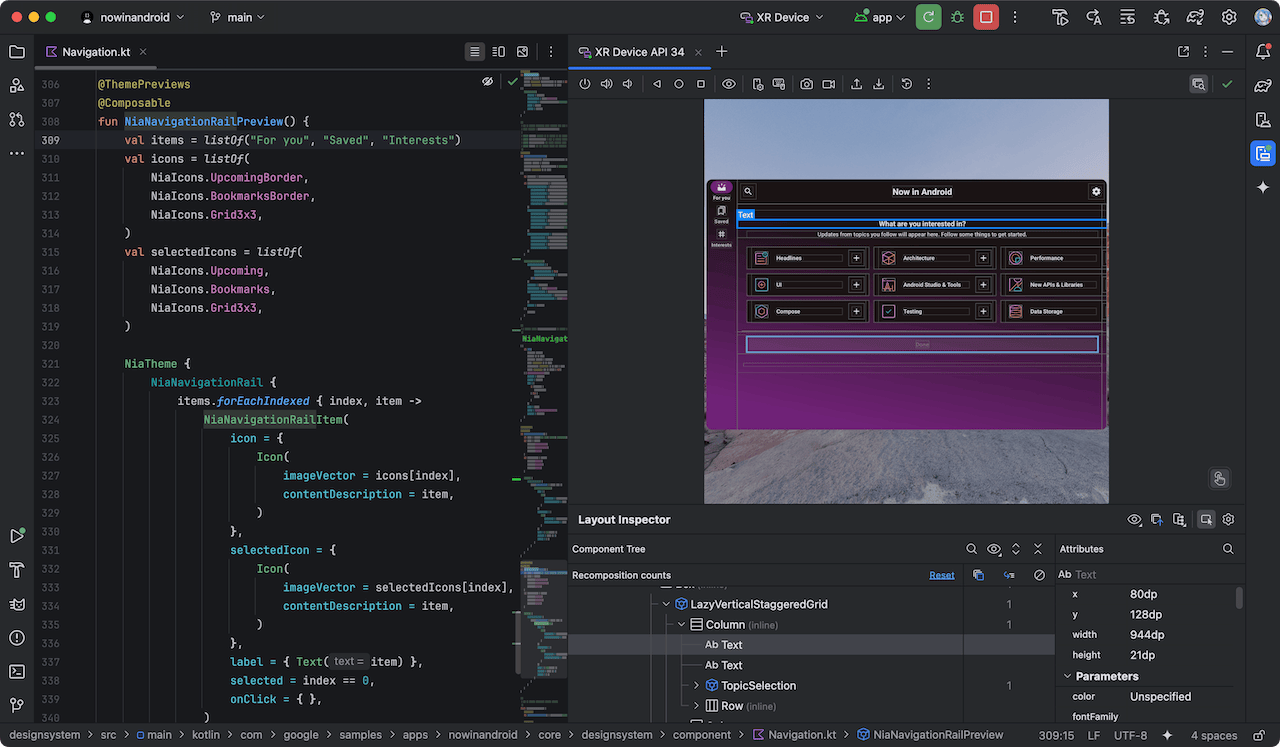 nowinandroid main XR Device app
Navigation.kt
XR Device API 34
306 @ThemePreviews
307 @Composable
308 fun NiaNavigationRailPreview() {
309 val items = listOf("For you", "Saved", "Interests")
310 val icons = listOf(
311 NiaIcons.UpcomingBorder,
312 NiaIcons.BookmarksBorder,
313 NiaIcons.Grid3x3,
314 )
315 val selectedIcons = listOf(
316 NiaIcons.Upcoming,
317 NiaIcons.Bookmarks,
318 NiaIcons.Grid3x3,
319 )
320
321 NiaTheme {
322 NiaNavigationRail {
323 items.forEachIndexed { index, item ->
324 NiaNavigationRailItem(
325 icon = {
326 Icon(
327 imageVector = icons[index],
328 contentDescription = item,
329 )
330 },
331 selectedIcon = {
332 Icon(
333 imageVector = selectedIcons[index],
334 contentDescription = item,
335 )
336 },
337 label = { Text( text = item) },
338 selected = index == 0,
339 onClick = { },
340 )
NiaNavigat
For you
Saved
Interests
Now in Android
Text
What are you interested in?
Updates from topics you follow will appear here. Follow some things to get started.
Headlines Architecture Performance
UI Android Studio & Tools New APIs & Libraries
Compose Testing Data Storage
Done
Layout Inspector
Component Tree
Recomposition counts Reset
LazyVerticalStaggeredGrid 1
Column (inline) 1
Ab Text
Ab Text
TopicSelection 1
Row (inline)
Attributes
Ab Text
x 80dp
y 128dp
width 944dp
height 21dp
Parameters
color Unspecified
fontFamily
designsystem > src > main > kotlin > com > google > samples > apps > nowinandroid > core > designsystem > component > Navigation.kt > NiaNavigationRailPreview 309:15 LF UTF-8 4 spaces